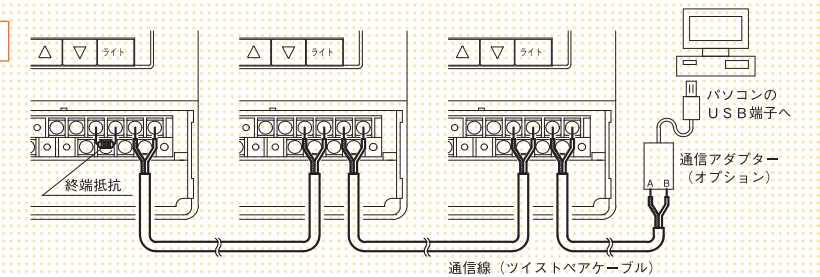 △ ▽ ライト
△ ▽ ライト
△ ▽ ライト
パソコンの
USB端子へ
通信アダプター
(オプション)
A B
終端抵抗
通信線(ツイストペアケーブル)